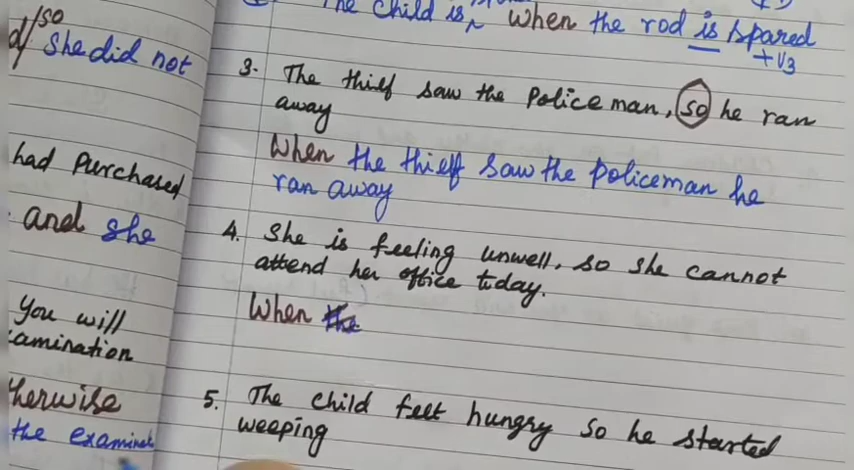 /so
d/ She did not
had Purchased
and she
You will
amination
herwise
the examinat
The Child is, when the rod is spared
+V3
3. The thief saw the Policeman, so he ran
away
When the thief saw the Policeman he
ran away
4. She is feeling unwell, so she cannot
attend her office today.
When the
5. The child felt hungry so he started
weeping